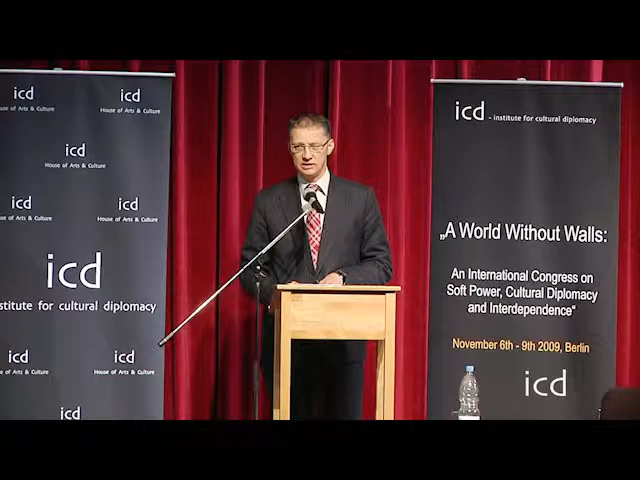 icd
House of Arts & Culture
icd
House of Arts & Culture
icd
House of Arts & Culture
icd
House of Arts & Culture
icd
House of Arts & Culture
icd
nstitute for cultural diplomacy
icd
House of Arts & Culture
icd
House of Arts & Culture
icd
icd - institute for cultural diplomacy
„A World Without Walls:
An International Congress on
Soft Power, Cultural Diplomacy
and Interdependence"
November 6th - 9th 2009, Berlin
icd